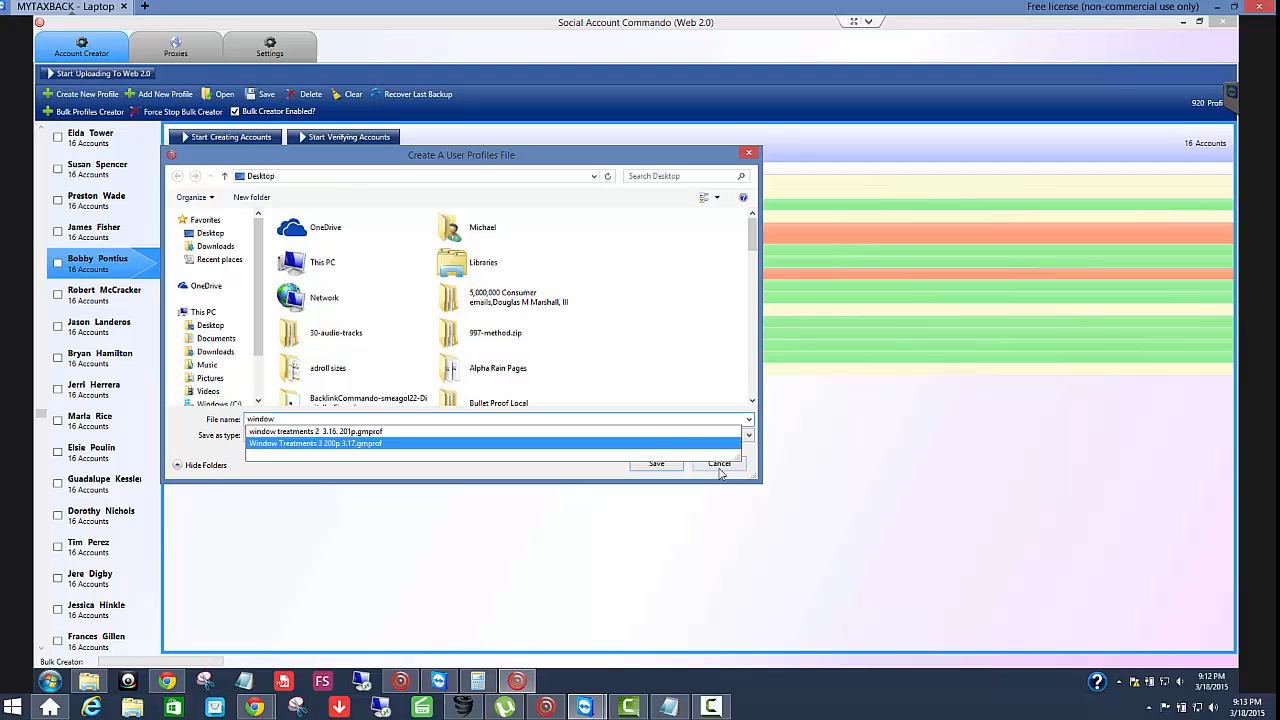 MYTAXBACK - Laptop
Free license (non-commercial use only)
Social Account Commando (Web 2.0)
Account Creator
Proxies
Settings
Start Uploading To Web 2.0
Create New Profile
Add New Profile
Open
Save
Delete
Clear
Recover Last Backup
920 Profi
Bulk Profiles Creator
Force Stop Bulk Creator
Bulk Creator Enabled?
Elda Tower
16 Accounts
Susan Spencer
16 Accounts
Preston Wade
16 Accounts
James Fisher
16 Accounts
Bobby Pontius
16 Accounts
Robert McCracker
16 Accounts
Jason Landeros
16 Accounts
Bryan Hamilton
16 Accounts
Jerri Herrera
16 Accounts
Marla Rice
16 Accounts
Elsie Poulin
16 Accounts
Guadalupe Kessler
16 Accounts
Dorothy Nichols
16 Accounts
Tim Perez
16 Accounts
Jere Digby
16 Accounts
Jessica Hinkle
16 Accounts
Frances Gillen
16 Accounts
Bulk Creator:
Start Creating Accounts
Start Verifying Accounts
16 Accounts
Create A User Profiles File
Desktop
Search Desktop
Organize
New folder
Favorites
Desktop
Downloads
Recent places
OneDrive
This PC
Desktop
Documents
Downloads
Music
Pictures
Videos
Windows (C:)
OneDrive
Michael
This PC
Libraries
Network
5,000,000 Consumer
emails,Douglas M Marshall, III
30-audio-tracks
997-method.zip
adroll sizes
Alpha Rain Pages
BacklinkCommando-smeagol22-Di
Bullet Proof Local
File name:
window
window treatments 2 3.16. 201p.gmprof
Save as type:
Window Treatments 3 200p 3.17.gmprof
Hide Folders
Save
Cancel
FS
9:12 PM
3/18/2015
9:13 PM
3/18/2015